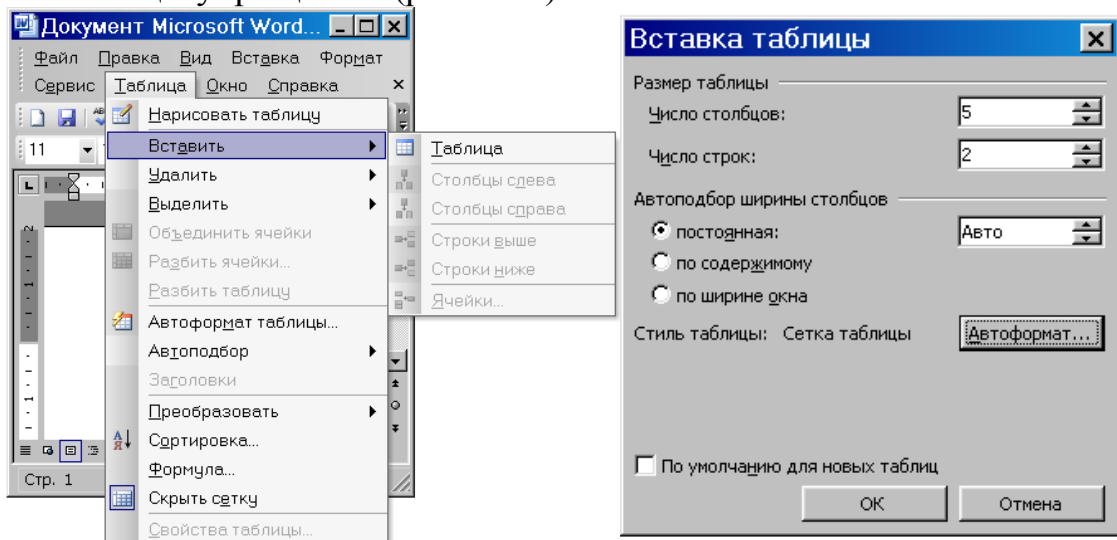 Документ Microsoft Word...
Файл Правка Вид Вставка Формат
Сервис Таблица Окно Справка
11
Нарисовать таблицу
Вставить
Удалить
Выделить
Объединить ячейки
Разбить ячейки...
Разбить таблицу
Автоформат таблицы...
Автоподбор
Заголовки
Преобразовать
Сортировка...
Формула...
Скрыть сетку
Свойства таблицы...
Стр. 1
Таблица
Столбцы слева
Столбцы справа
Строки выше
Строки ниже
Ячейки...
Вставка таблицы
Размер таблицы
Число столбцов: 5
Число строк: 2
Автоподбор ширины столбцов
постоянная: Авто
по содержимому
по ширине окна
Стиль таблицы: Сетка таблицы Автоформат...
По умолчанию для новых таблиц
ОК Отмена